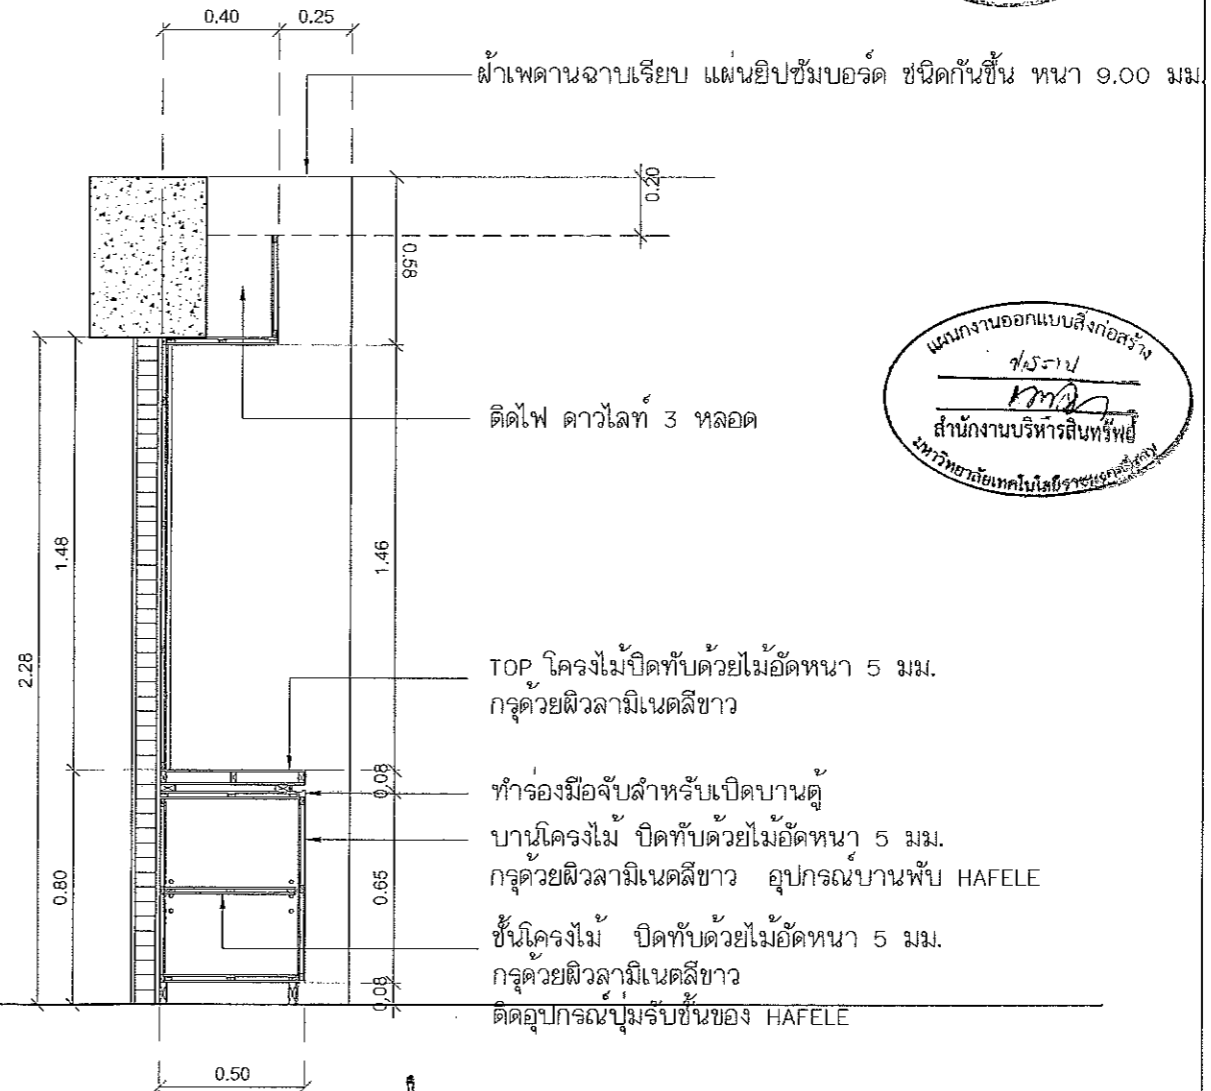 0.40 0.25
ฝ้าเพดานฉาบเรียบ แผ่นยิปซัมบอร์ด ชนิดกันชื้น หนา 9.00 มม.
0.20
0.58
แผนกงานออกแบบสิ่งก่อสร้าง
สำนักงานบริหารสินทรัพย์
ติดไฟ ดาวไลท์ 3 หลอด
1.48
1.46
2.28
TOP โครงไม้ปิดทับด้วยไม้อัดหนา 5 มม.
กรุด้วยผิวลามิเนตสีขาว
0.08
ทำร่องมือจับสำหรับเปิดบานตู้
บานโครงไม้ ปิดทับด้วยไม้อัดหนา 5 มม.
กรุด้วยผิวลามิเนตสีขาว อุปกรณ์บานพับ HAFELE
0.80
0.65
ชั้นโครงไม้ ปิดทับด้วยไม้อัดหนา 5 มม.
กรุด้วยผิวลามิเนตสีขาว
0.08
ติดอุปกรณ์ปุ่มรับชั้นของ HAFELE
0.50